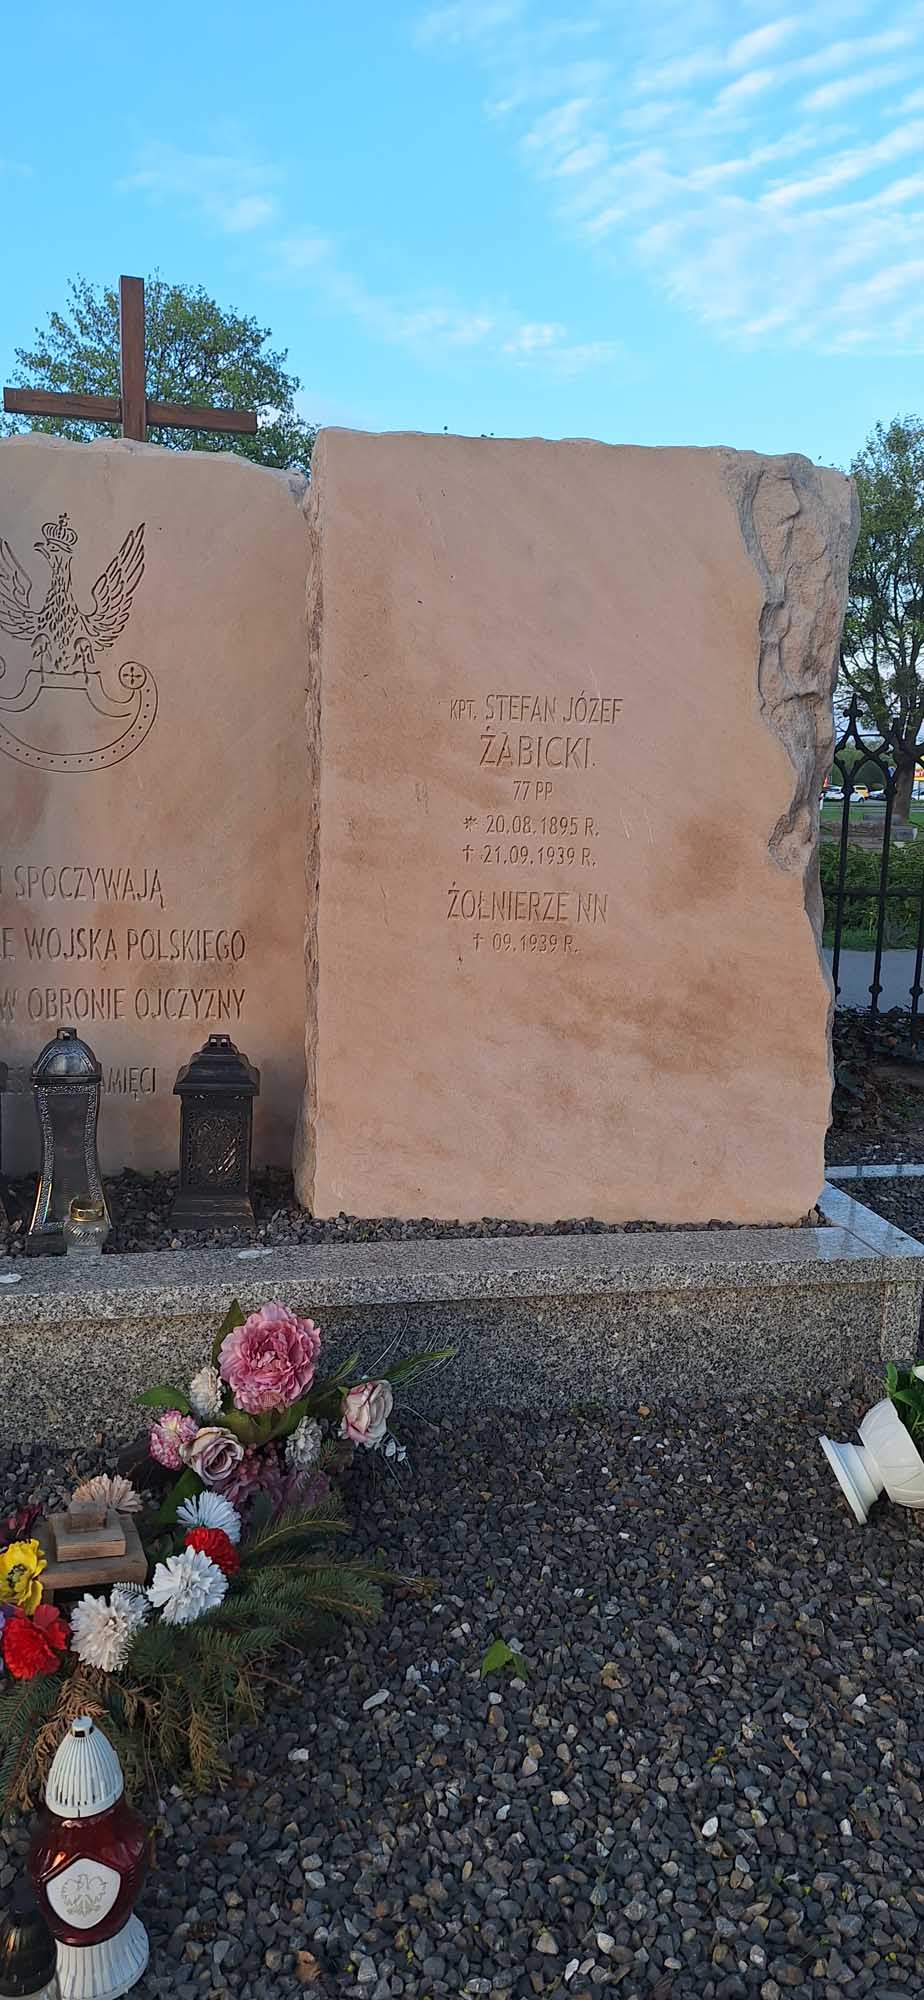 SPOCZYWAJĄ
WOJSKA POLSKIEGO
W OBRONIE OJCZYZNY
KPT. STEFAN JÓZEF
ŻABICKI
77 PP
* 20.08.1895 R.
† 21.09.1939 R.
ŻOŁNIERZE NN
† 09.1939 R.